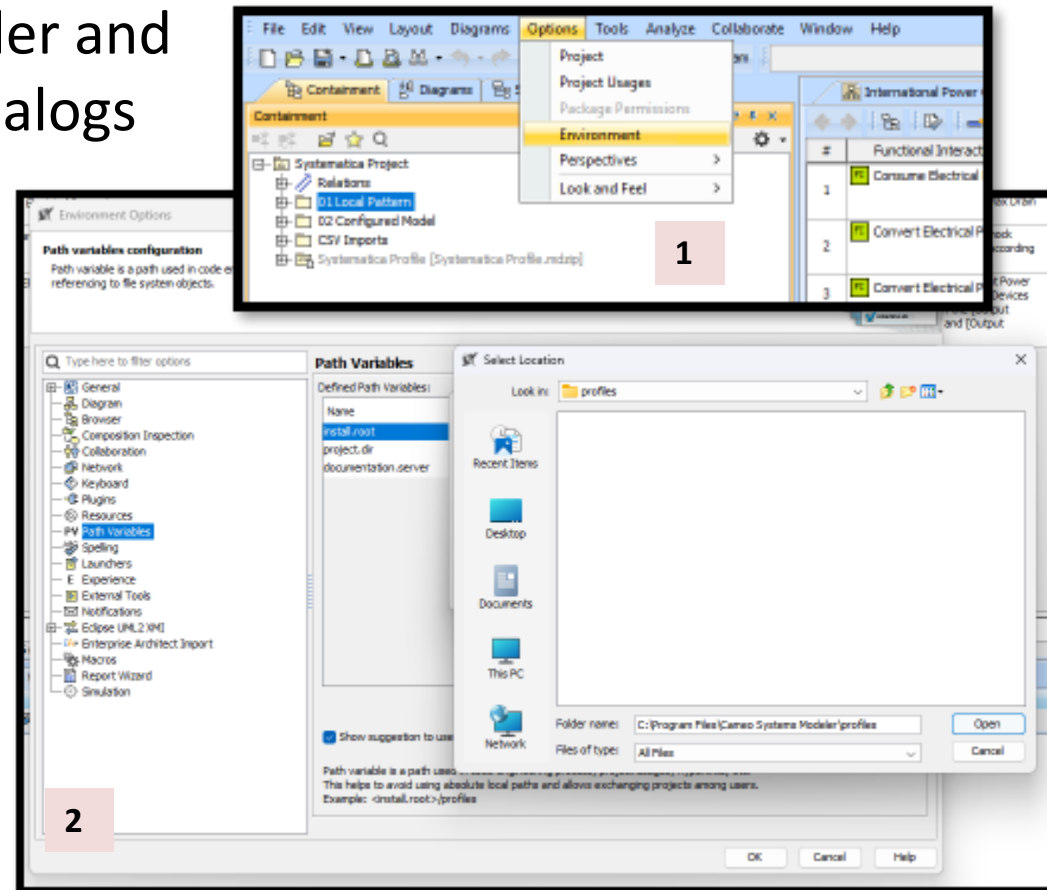 ler and
alogs
File Edit View Layout Diagrams Options Tools Analyze Collaborate Window Help
Project
Project Usages
Package Permissions
Environment
Perspectives >
Look and Feel >
Containment Diagrams
Containment
Systematica Project
Relations
01 Local Pattern
02 Configured Model
CSV Imports
Systematica Profile [Systematica Profile.mdzip]
1
International Power
# Functional Interact
1 Consume Electrical
2 Convert Electrical P
3 Convert Electrical P
ax Drain
ock
ccording
t Power
Devices
put
and [Output
Environment Options
Path variables configuration
Path variable is a path used in code e
referencing to file system objects.
Type here to filter options
General
Diagram
Browser
Composition Inspection
Collaboration
Network
Keyboard
Plugins
Resources
Path Variables
Spelling
Launchers
Experience
External Tools
Notifications
Eclipse UML2 XMI
Enterprise Architect Import
Macros
Report Wizard
Simulation
2
Path Variables
Defined Path Variables:
Name
install.root
project.dir
documentation.server
Show suggestion to use
Path variable is a path used
This helps to avoid using absolute local paths and allows exchanging projects among users.
Example: <install.root>/profiles
OK Cancel Help
Select Location
Look in: profiles
Recent Items
Desktop
Documents
This PC
Network
Folder name: C:\Program Files\Cameo Systems Modeler\profiles Open
Files of type: All Files Cancel